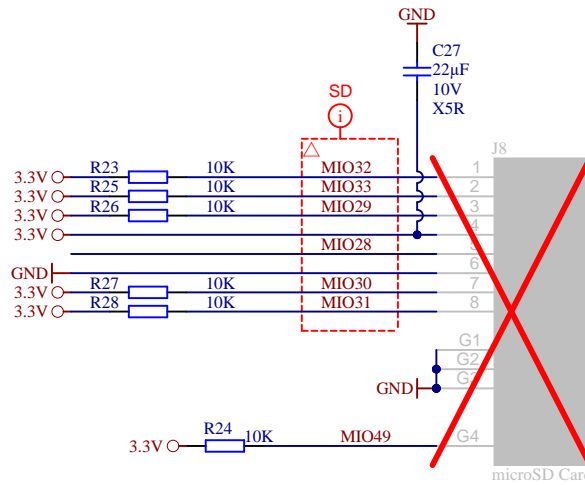 GND
C27
22µF
10V
X5R
SD
i
J8
3.3V R23 10K MIO32 1
3.3V R25 10K MIO33 2
3.3V R26 10K MIO29 3
3.3V 4
MIO28 5
GND 6
3.3V R27 10K MIO30 7
3.3V R28 10K MIO31 8
G1
G2
GND G3
3.3V R24 10K MIO49 G4
microSD Card